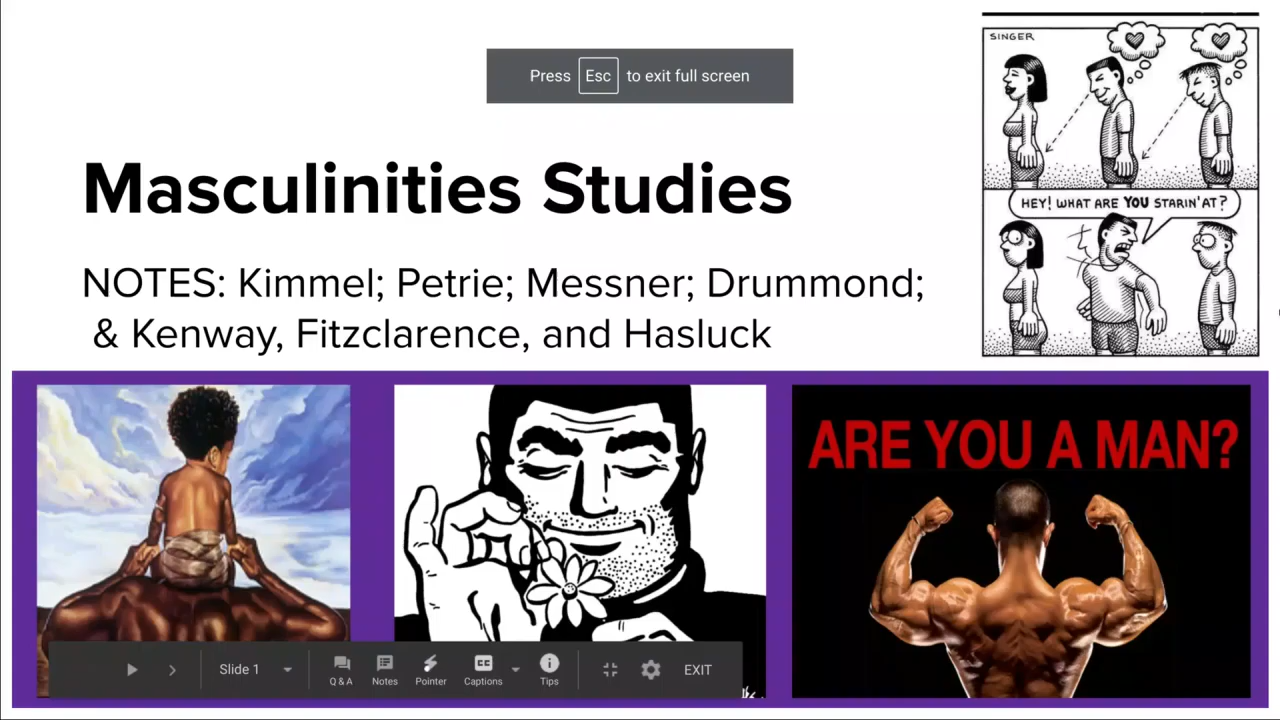 SINGER
Press Esc to exit full screen
Masculinities Studies
HEY! WHAT ARE YOU STARIN' AT?
NOTES: Kimmel; Petrie; Messner; Drummond;
& Kenway, Fitzclarence, and Hasluck
ARE YOU A MAN?
Slide 1
Q & A
Notes
Pointer
CC
Captions
Tips
EXIT